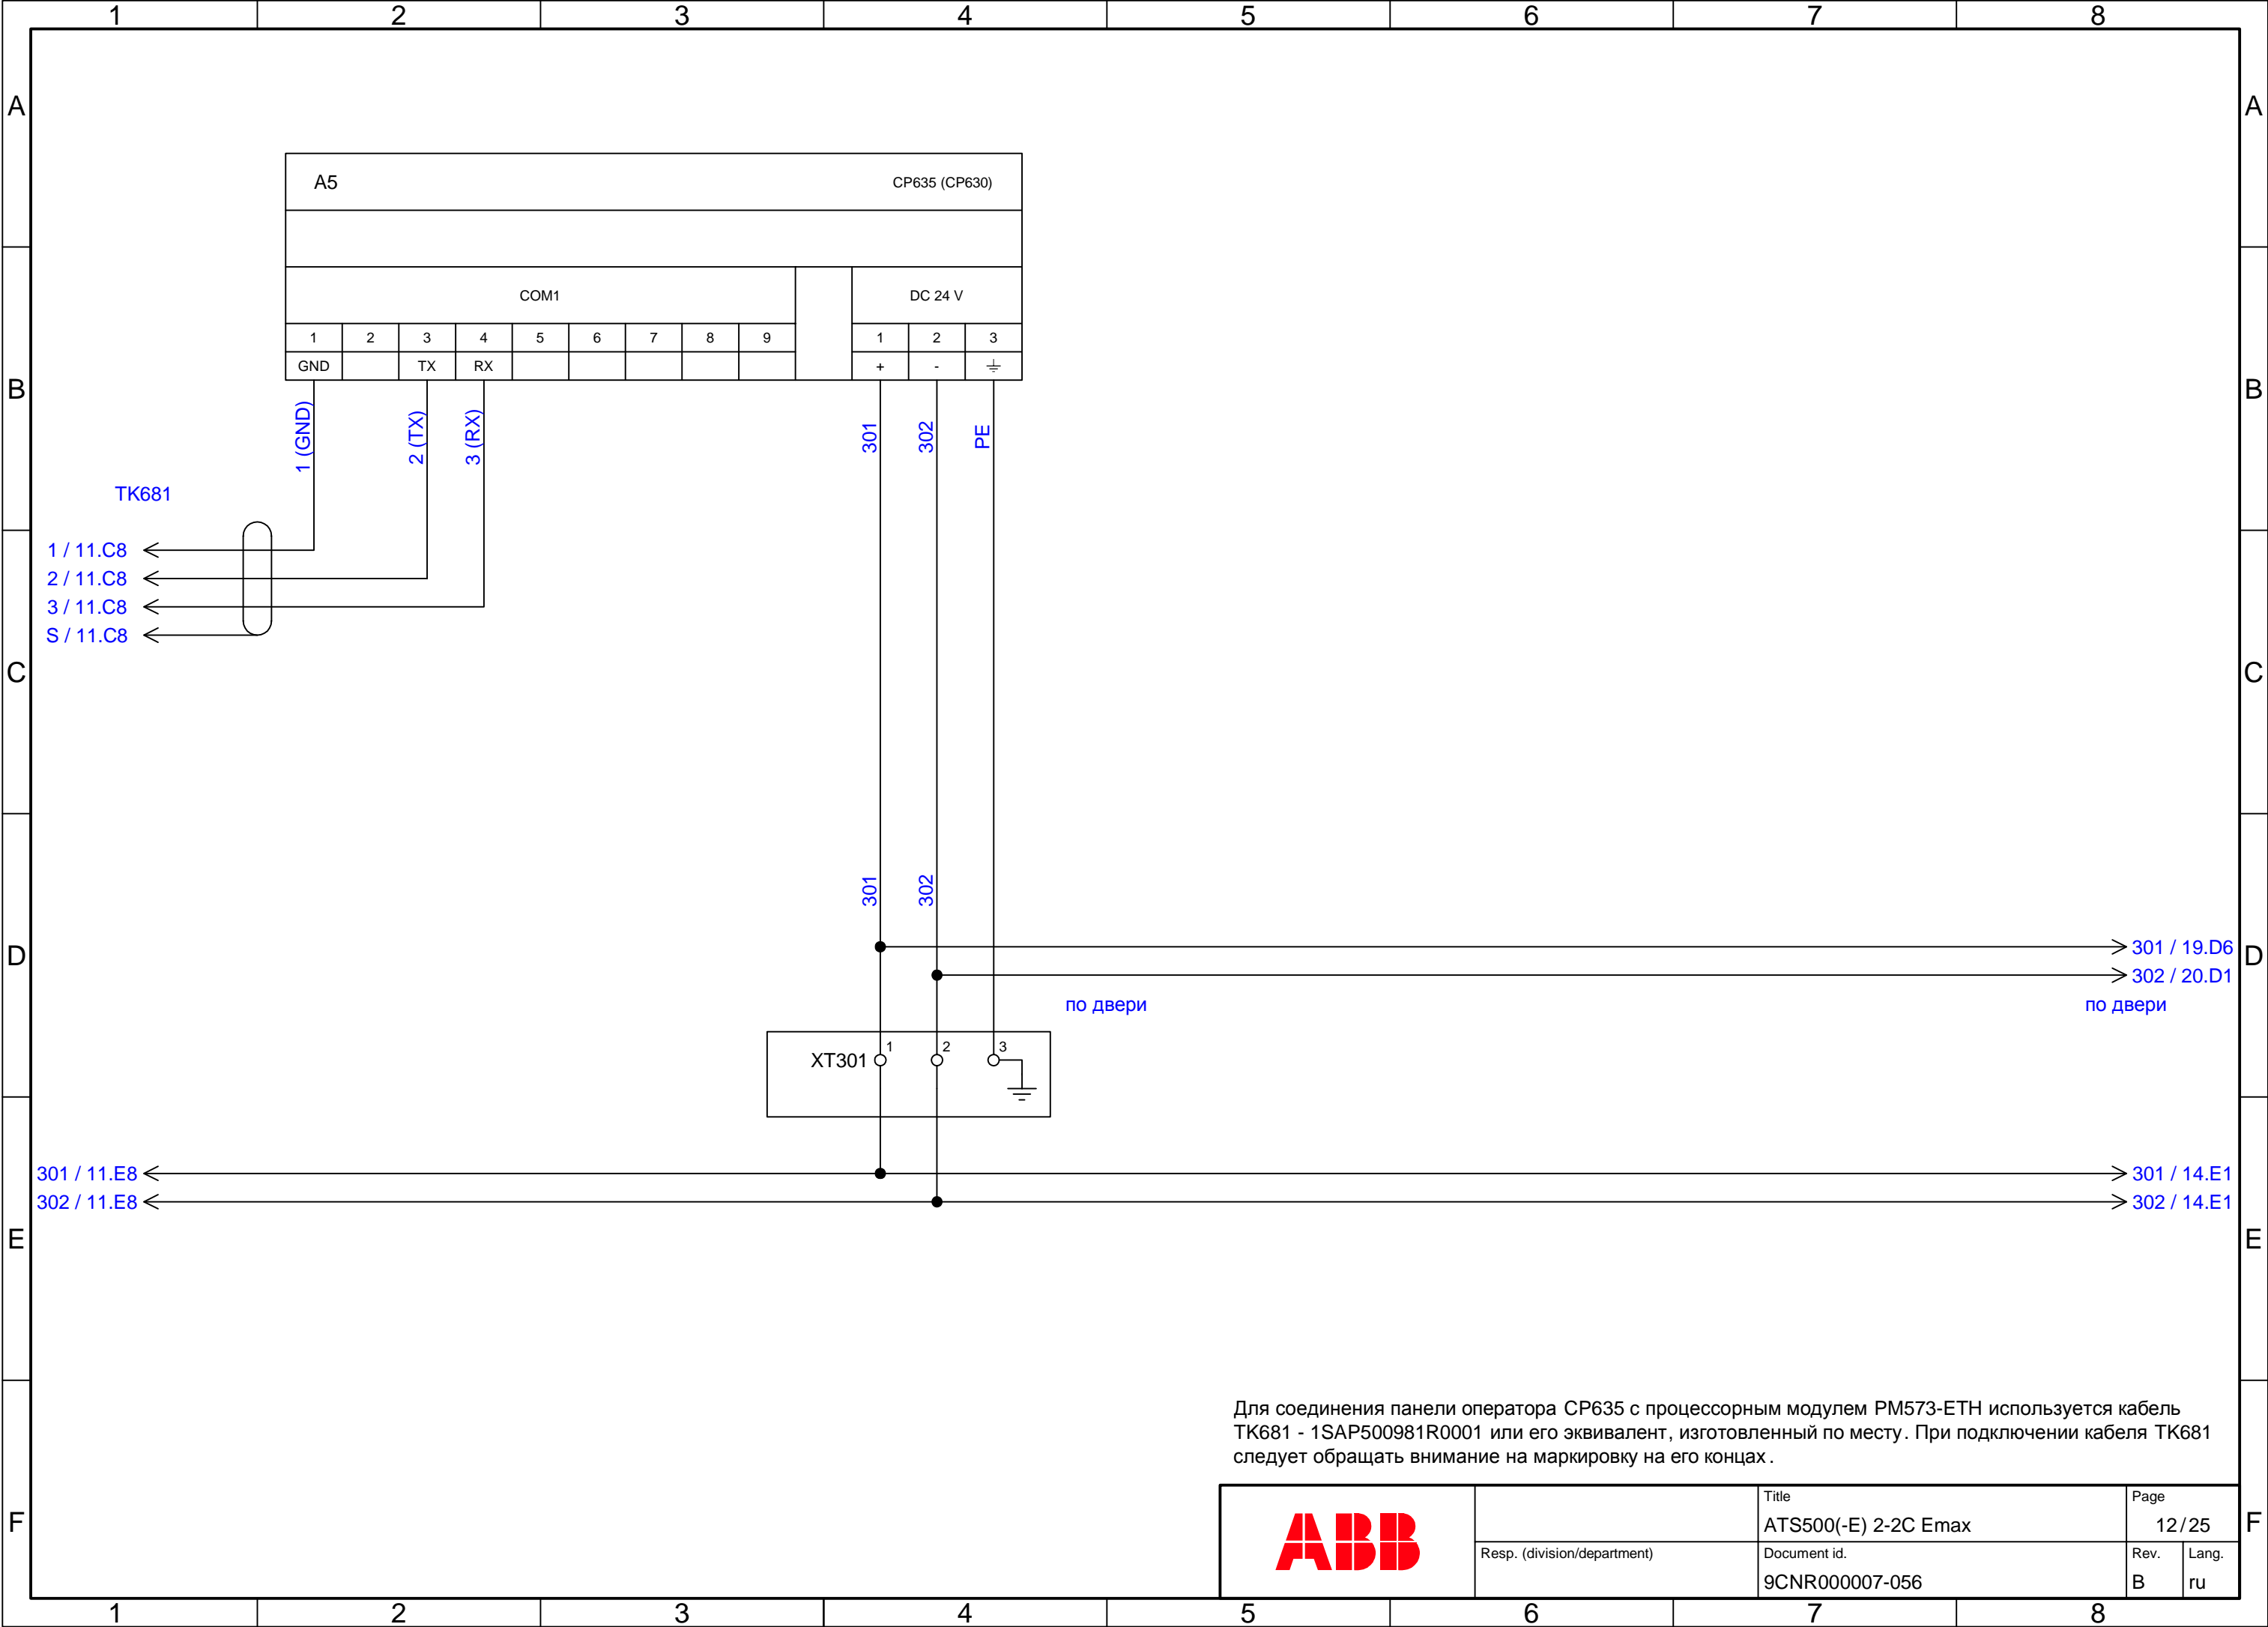 1 2 3 4 5 6 7 8
A A
A5 CP635 (CP630)
COM1 DC 24 V
1 2 3 4 5 6 7 8 9 1 2 3
GND TX RX + -
B B
1 (GND) 2 (TX) 3 (RX) 301 302 PE
TK681
1 / 11.C8
2 / 11.C8
3 / 11.C8
S / 11.C8
C C
301 302
D D
301 / 19.D6
302 / 20.D1
по двери по двери
XT301 1 2 3
301 / 11.E8 301 / 14.E1
302 / 11.E8 302 / 14.E1
E E
Для соединения панели оператора CP635 с процессорным модулем PM573-ETH используется кабель
TK681 - 1SAP500981R0001 или его эквивалент, изготовленный по месту. При подключении кабеля TK681
следует обращать внимание на маркировку на его концах.
F F
ABB
Title Page
ATS500(-E) 2-2C Emax 12/25
Resp. (division/department) Document id. Rev. Lang.
9CNR000007-056 B ru
1 2 3 4 5 6 7 8